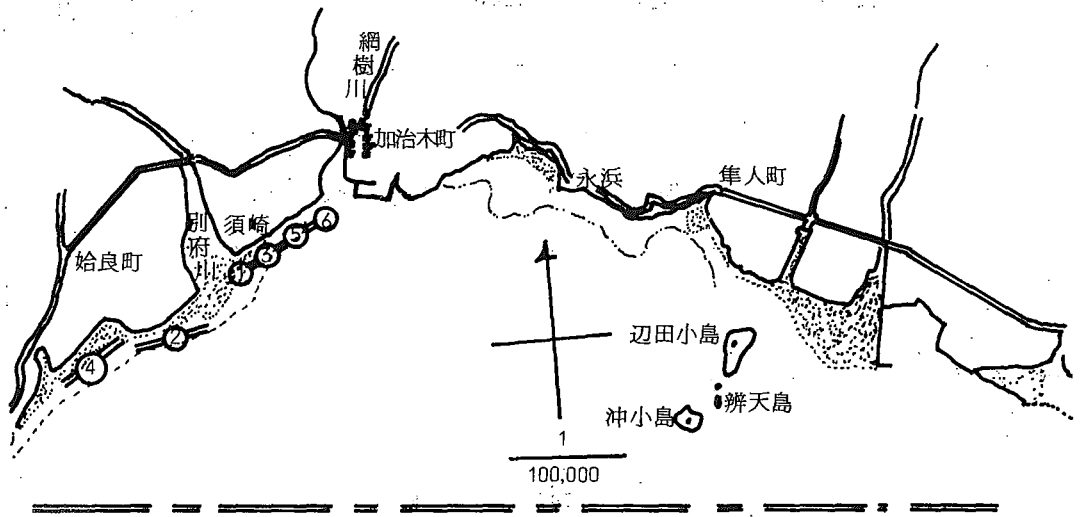 網樹川
加治木町
永浜
隼人町
別府川
須崎
姶良町
⑥
⑤
③
①
②
④
辺田小島
辨天島
沖小島
1
100,000